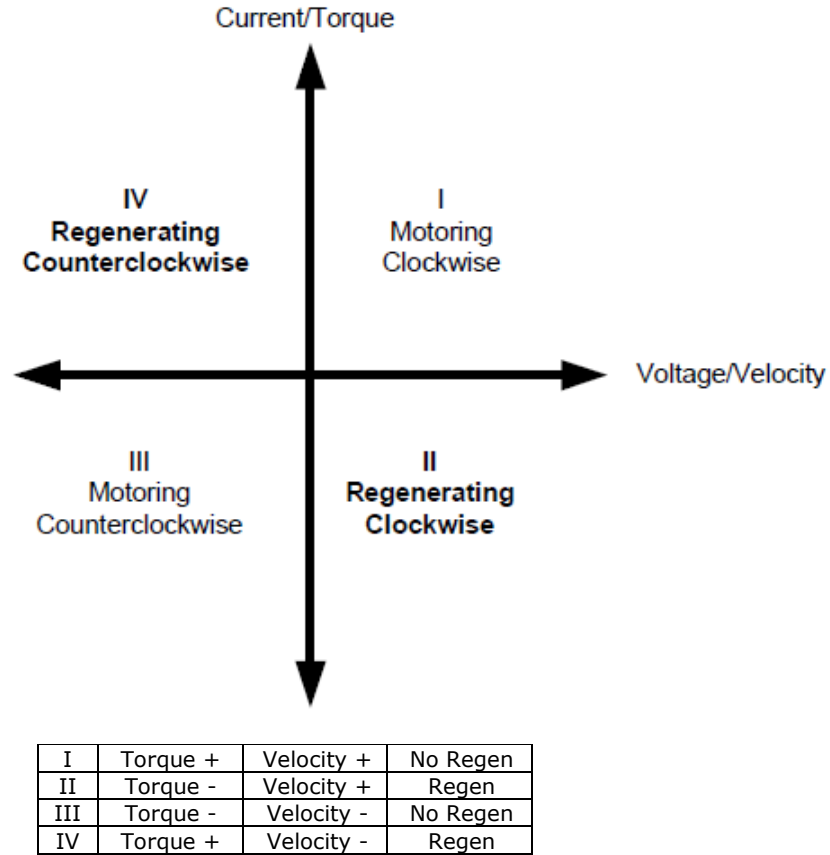 Current/Torque
IV
Regenerating
Counterclockwise
I
Motoring
Clockwise
Voltage/Velocity
III
Motoring
Counterclockwise
II
Regenerating
Clockwise
I Torque + Velocity + No Regen
II Torque - Velocity + Regen
III Torque - Velocity - No Regen
IV Torque + Velocity - Regen